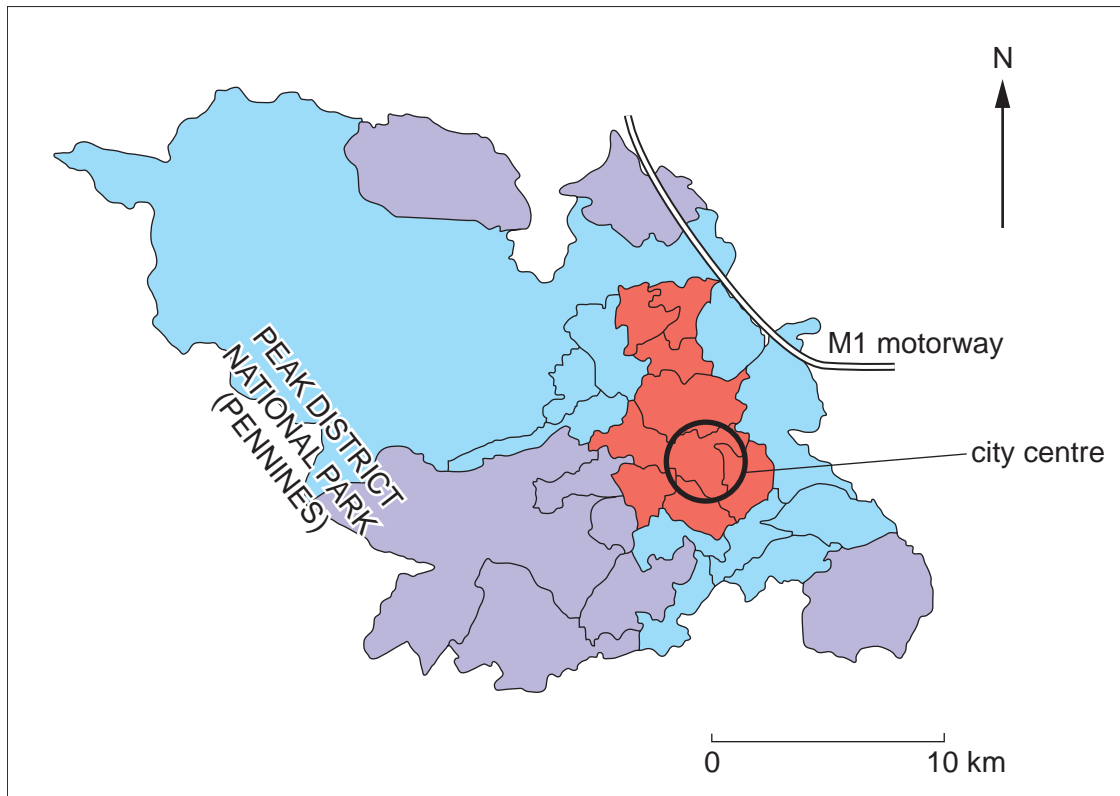 N
M1 motorway
PEAK DISTRICT
NATIONAL PARK
(PENNINES)
city centre
0 10 km